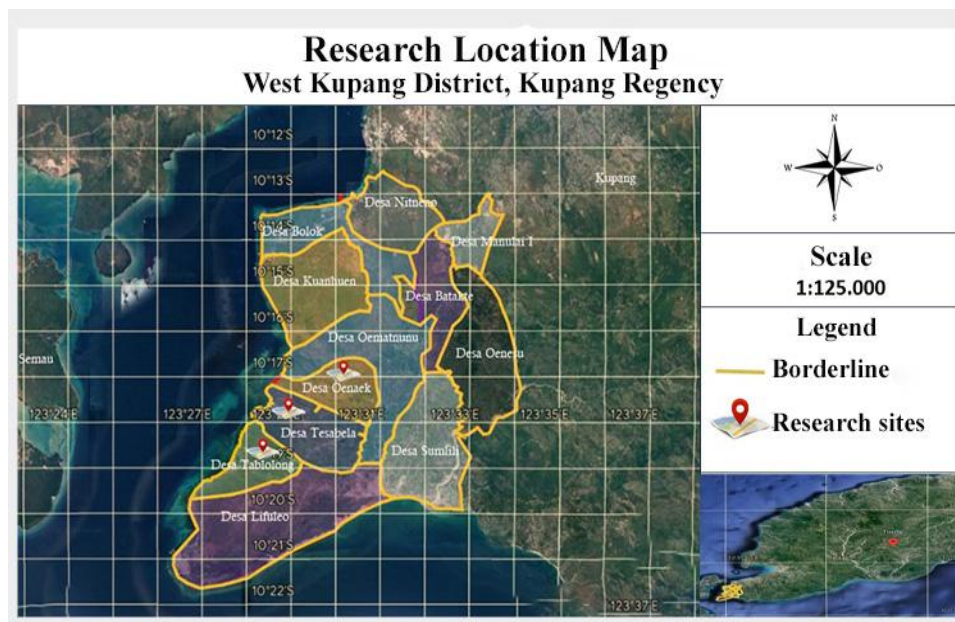 Research Location Map
West Kupang District, Kupang Regency
10°12'S
10°13'S
Kupang
Desa Nitneno
10°14'S
Desa Bolok
Desa Manulai I
10°15'S
Desa Kuanhuen
Desa Batakte
10°16'S
Desa Oematnunu
Semau
10°17'S
Desa Oenesu
Desa Oenaek
123°24'E
123°27'E
123°31'E
123°33'E
123°35'E
123°37'E
Desa Tesabela
Desa Sumlili
Desa Tablolong
10°20'S
Desa Lifuleo
10°21'S
10°22'S
123°37'E
N
W
O
S
Scale
1:125.000
Legend
Borderline
Research sites